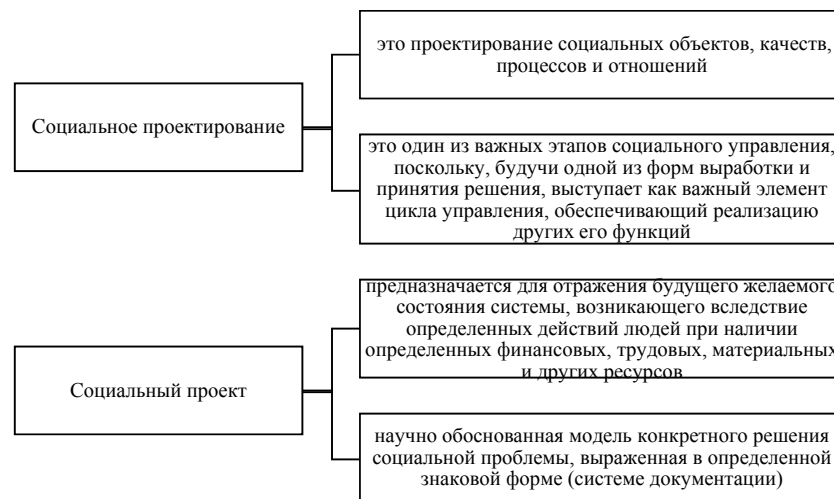 Социальное проектирование
это проектирование социальных объектов, качеств,
процессов и отношений
это один из важных этапов социального управления,
поскольку, будучи одной из форм выработки и
принятия решения, выступает как важный элемент
цикла управления, обеспечивающий реализацию
других его функций
Социальный проект
предназначается для отражения будущего желаемого
состояния системы, возникающего вследствие
определенных действий людей при наличии
определенных финансовых, трудовых, материальных
и других ресурсов
научно обоснованная модель конкретного решения
социальной проблемы, выраженная в определенной
знаковой форме (системе документации)